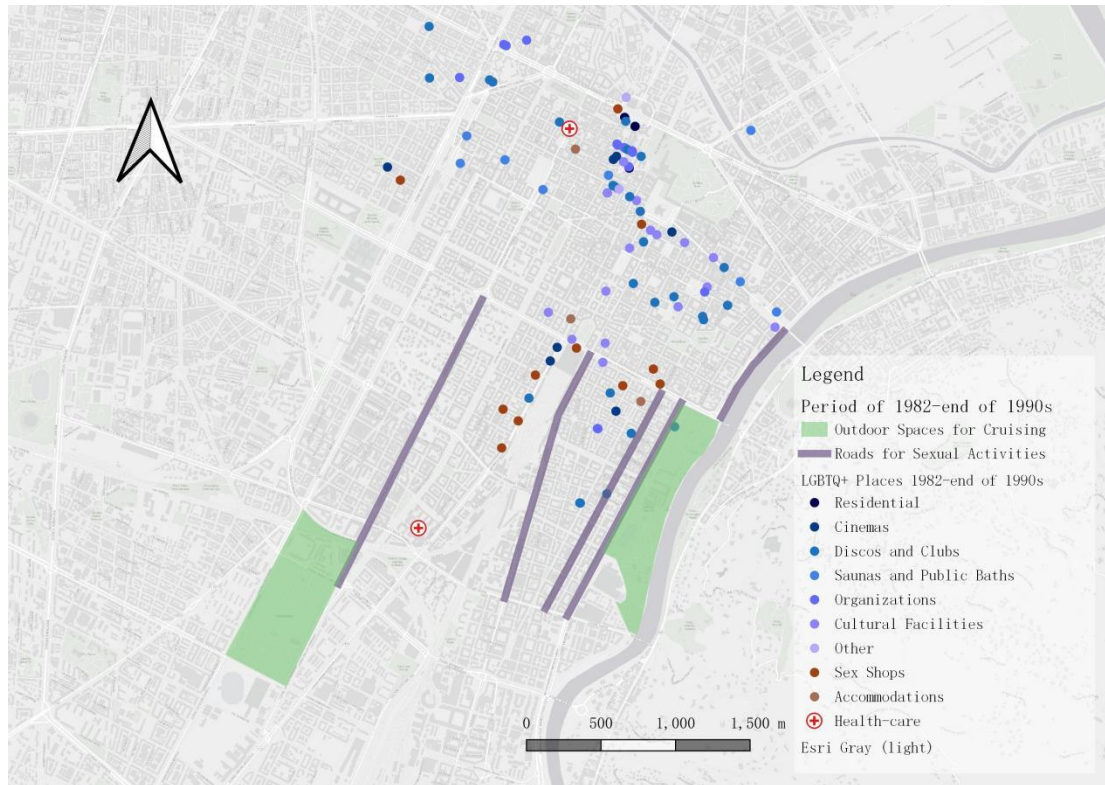 Legend
Period of 1982-end of 1990s
Outdoor Spaces for Cruising
Roads for Sexual Activities
LGBTQ+ Places 1982-end of 1990s
Residential
Cinemas
Discos and Clubs
Saunas and Public Baths
Organizations
Cultural Facilities
Other
Sex Shops
Accommodations
Health-care
Esri Gray (light)
0 500 1,000 1,500 m